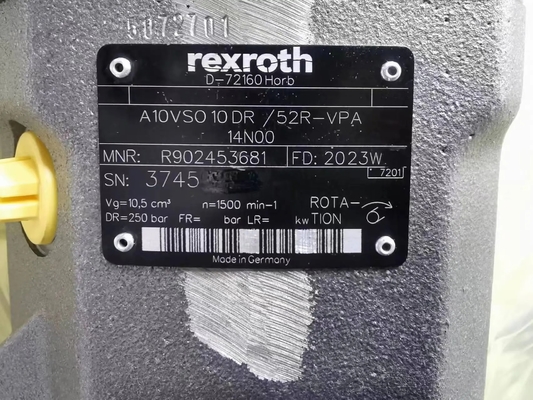 5872701
rexroth
D-72160 Horb
A10VSO 10 DR /52R-VPA
14N00
MNR: R902453681 FD: 2023W
7201
SN: 3745
Vg=10,5 cm³ n=1500 min-1 ROTA-
DR=250 bar FR= bar LR= kw TION
Made in Germany